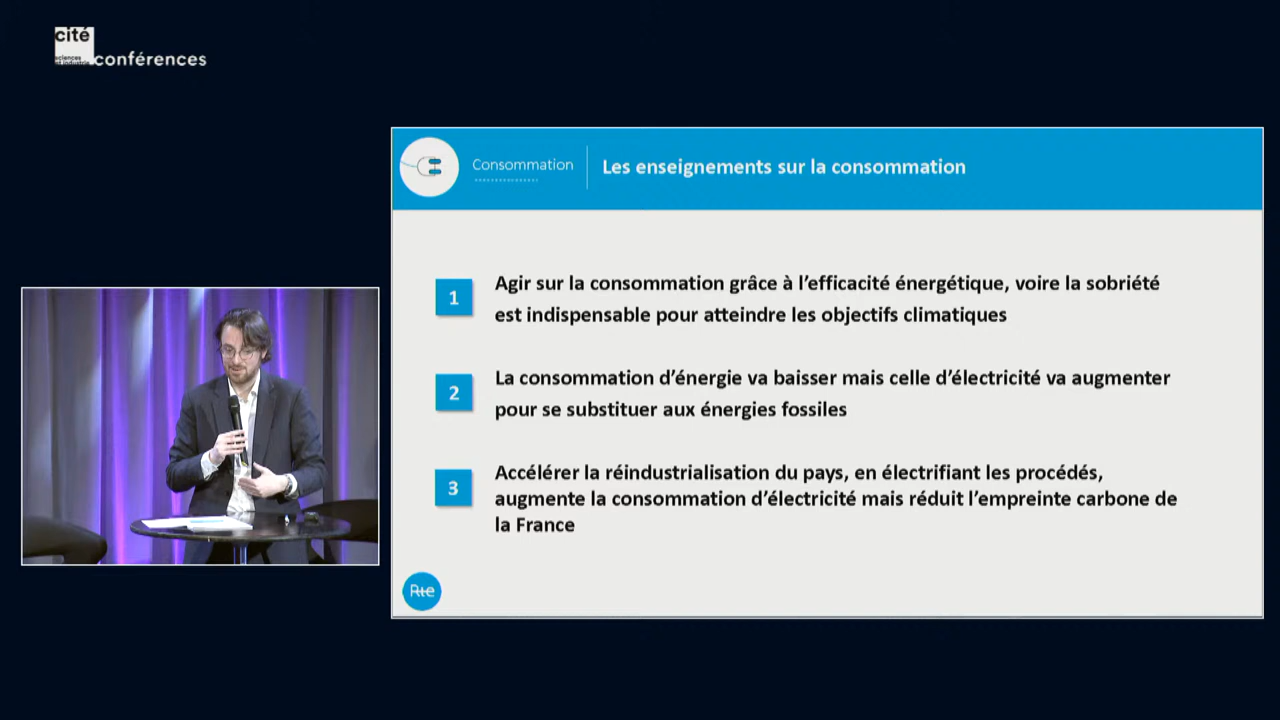 cité
sciences
et industrie
conférences
Consommation
Les enseignements sur la consommation
1
Agir sur la consommation grâce à l'efficacité énergétique, voire la sobriété
est indispensable pour atteindre les objectifs climatiques
2
La consommation d'énergie va baisser mais celle d'électricité va augmenter
pour se substituer aux énergies fossiles
3
Accélérer la réindustrialisation du pays, en électrifiant les procédés,
augmente la consommation d'électricité mais réduit l'empreinte carbone de
la France
Rte